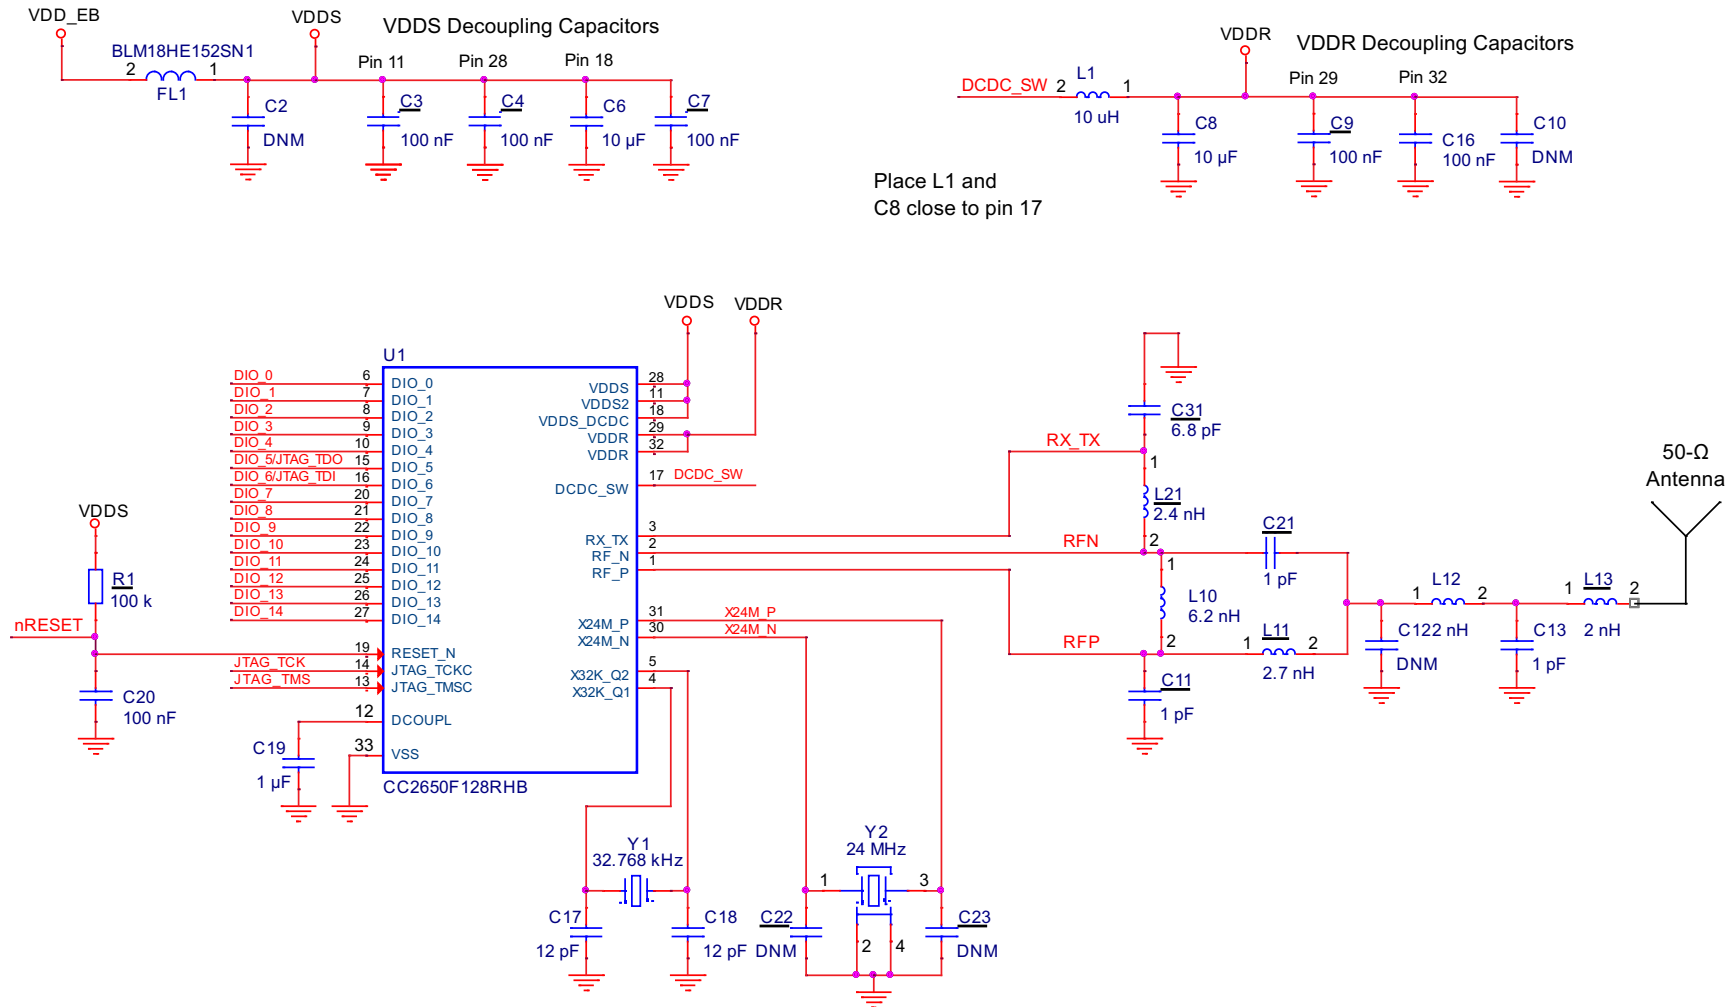 VDD_EB
VDDS
VDDS Decoupling Capacitors
BLM18HE152SN1
2
1
FL1
Pin 11
Pin 28
Pin 18
C2
DNM
C3
100 nF
C4
100 nF
C6
10 µF
C7
100 nF
VDDR
VDDR Decoupling Capacitors
DCDC_SW
2
L1
1
10 uH
Pin 29
Pin 32
C8
10 µF
C9
100 nF
C16
100 nF
C10
DNM
Place L1 and
C8 close to pin 17
VDDS
VDDR
U1
DIO_0 6 DIO_0
DIO_1 7 DIO_1
DIO_2 8 DIO_2
DIO_3 9 DIO_3
DIO_4 10 DIO_4
DIO_5/JTAG_TDO 15 DIO_5
DIO_6/JTAG_TDI 16 DIO_6
DIO_7 20 DIO_7
DIO_8 21 DIO_8
DIO_9 22 DIO_9
DIO_10 23 DIO_10
DIO_11 24 DIO_11
DIO_12 25 DIO_12
DIO_13 26 DIO_13
DIO_14 27 DIO_14
19 RESET_N
JTAG_TCK 14 JTAG_TCKC
JTAG_TMS 13 JTAG_TMSC
12 DCOUPL
33 VSS
VDDS 28
VDDS2 11
VDDS_DCDC 18
VDDR 29
VDDR 32
DCDC_SW 17 DCDC_SW
RX_TX 3
RF_N 2
RF_P 1
X24M_P 31 X24M_P
X24M_N 30 X24M_N
X32K_Q2 5
X32K_Q1 4
CC2650F128RHB
VDDS
R1
100 k
nRESET
C20
100 nF
C19
1 µF
Y1
32.768 kHz
C17
12 pF
C18
12 pF
Y2
24 MHz
1
3
2
4
C22
DNM
C23
DNM
C31
6.8 pF
RX_TX
1
L21
2.4 nH
2
RFN
C21
1 pF
1
L10
6.2 nH
2
RFP
1
L11
2
2.7 nH
C11
1 pF
1
L12
2
C122 nH
DNM
C13
1 pF
1
L13
2
2 nH
50-Ω
Antenna